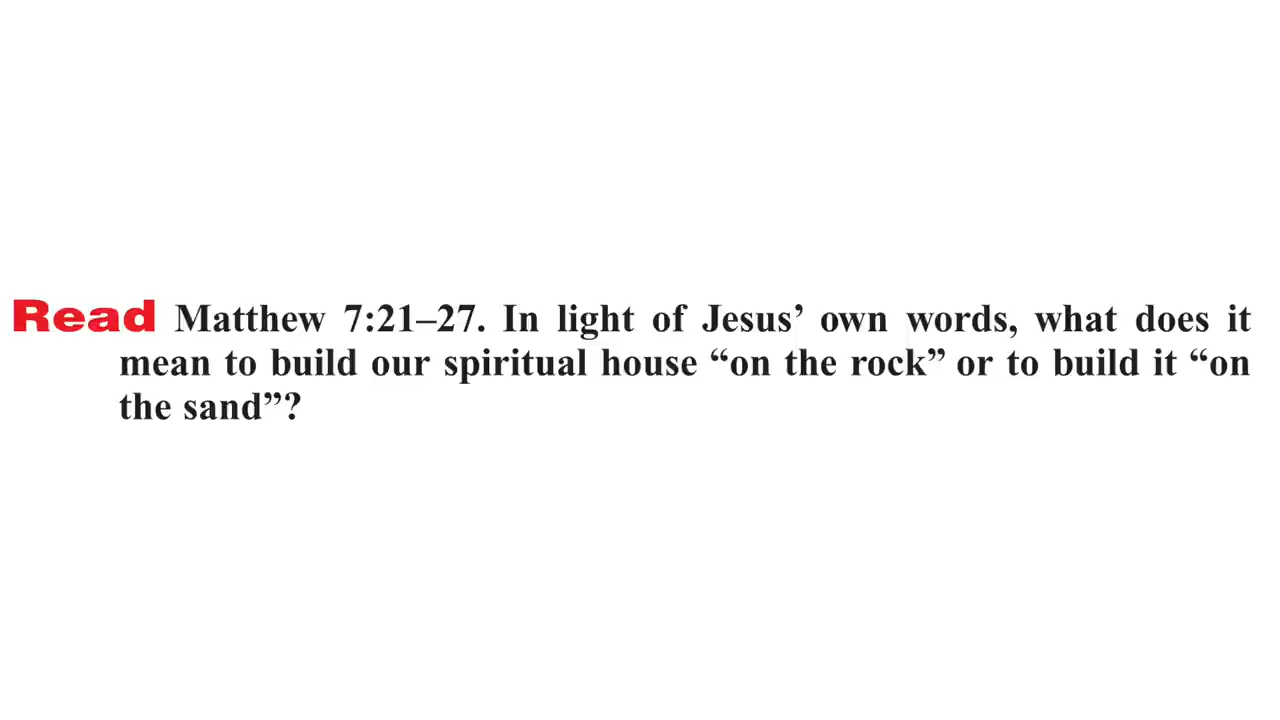 Read Matthew 7:21–27. In light of Jesus’ own words, what does it
mean to build our spiritual house “on the rock” or to build it “on
the sand”?